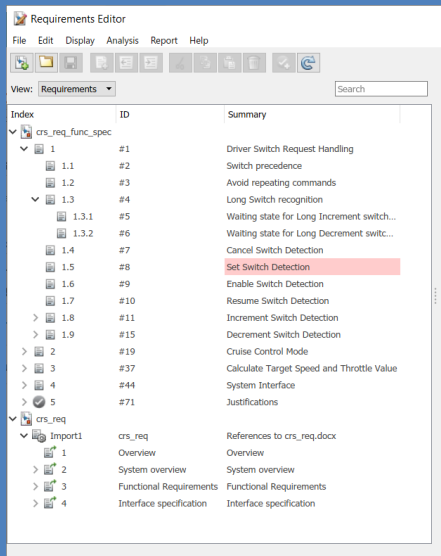 Requirements Editor
File Edit Display Analysis Report Help
View: Requirements Search
Index ID Summary
crs_req_func_spec
1 #1 Driver Switch Request Handling
1.1 #2 Switch precedence
1.2 #3 Avoid repeating commands
1.3 #4 Long Switch recognition
1.3.1 #5 Waiting state for Long Increment switch...
1.3.2 #6 Waiting state for Long Decrement switc...
1.4 #7 Cancel Switch Detection
1.5 #8 Set Switch Detection
1.6 #9 Enable Switch Detection
1.7 #10 Resume Switch Detection
1.8 #11 Increment Switch Detection
1.9 #15 Decrement Switch Detection
2 #19 Cruise Control Mode
3 #37 Calculate Target Speed and Throttle Value
4 #44 System Interface
5 #71 Justifications
crs_req
Import1 crs_req References to crs_req.docx
1 Overview Overview
2 System overview System overview
3 Functional Requirements Functional Requirements
4 Interface specification Interface specification